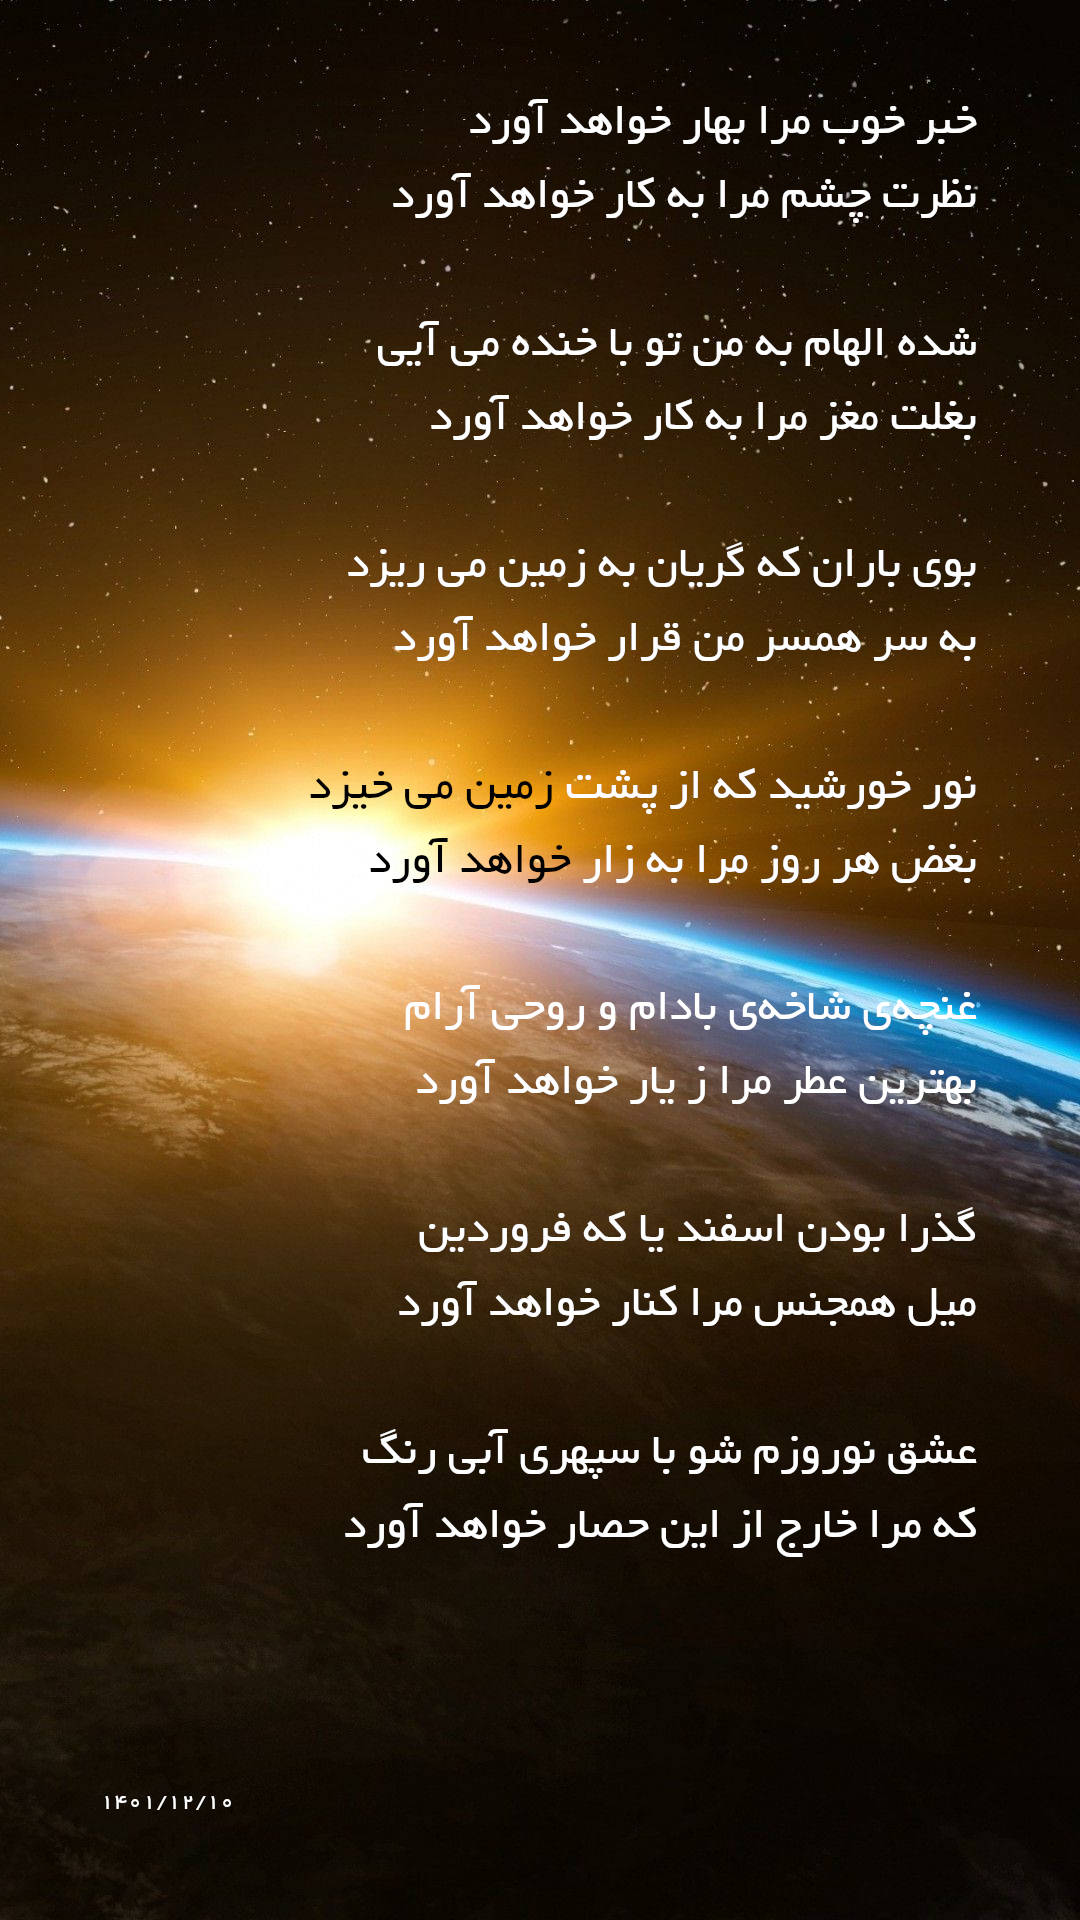 خبر خوب مرا بهار خواهد آورد
نظرت چشم مرا به کار خواهد آورد
شده الهام به من تو با خنده می آیی
بغلت مغز مرا به کار خواهد آورد
بوی باران که گریان به زمین می ریزد
به سر همسر من قرار خواهد آورد
نور خورشید که از پشت زمین می خیزد
بغض هر روز مرا به زار خواهد آورد
غنچه‌ی شاخه‌ی بادام و روحی آرام
بهترین عطر مرا ز یار خواهد آورد
گذرا بودن اسفند یا که فروردین
میل همجنس مرا کنار خواهد آورد
عشق نوروزم شو با سپهری آبی رنگ
که مرا خارج از این حصار خواهد آورد
۱۴۰۱/۱۲/۱۰